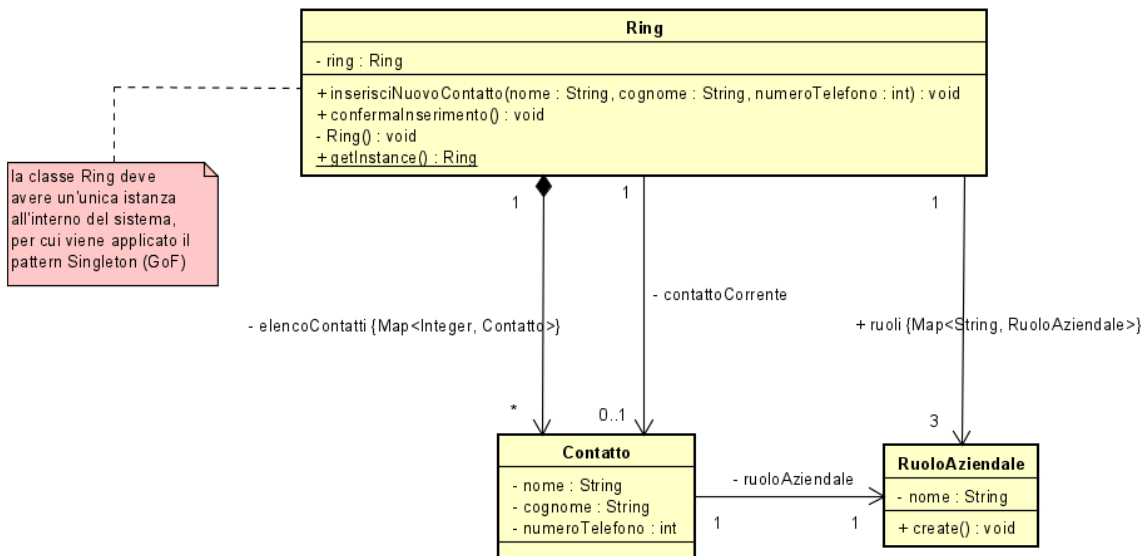 Ring
- ring : Ring
+ inserisciNuovoContatto(nome : String, cognome : String, numeroTelefono : int) : void
+ confermaInserimento() : void
- Ring() : void
+ getInstance() : Ring
la classe Ring deve
avere un'unica istanza
all'interno del sistema,
per cui viene applicato il
pattern Singleton (GoF)
1
1
1
- contattoCorrente
- elencoContatti {Map<Integer, Contatto>}
+ ruoli {Map<String, RuoloAziendale>}
*
0..1
3
Contatto
- nome : String
- cognome : String
- numeroTelefono : int
- ruoloAziendale
1
1
RuoloAziendale
- nome : String
+ create() : void